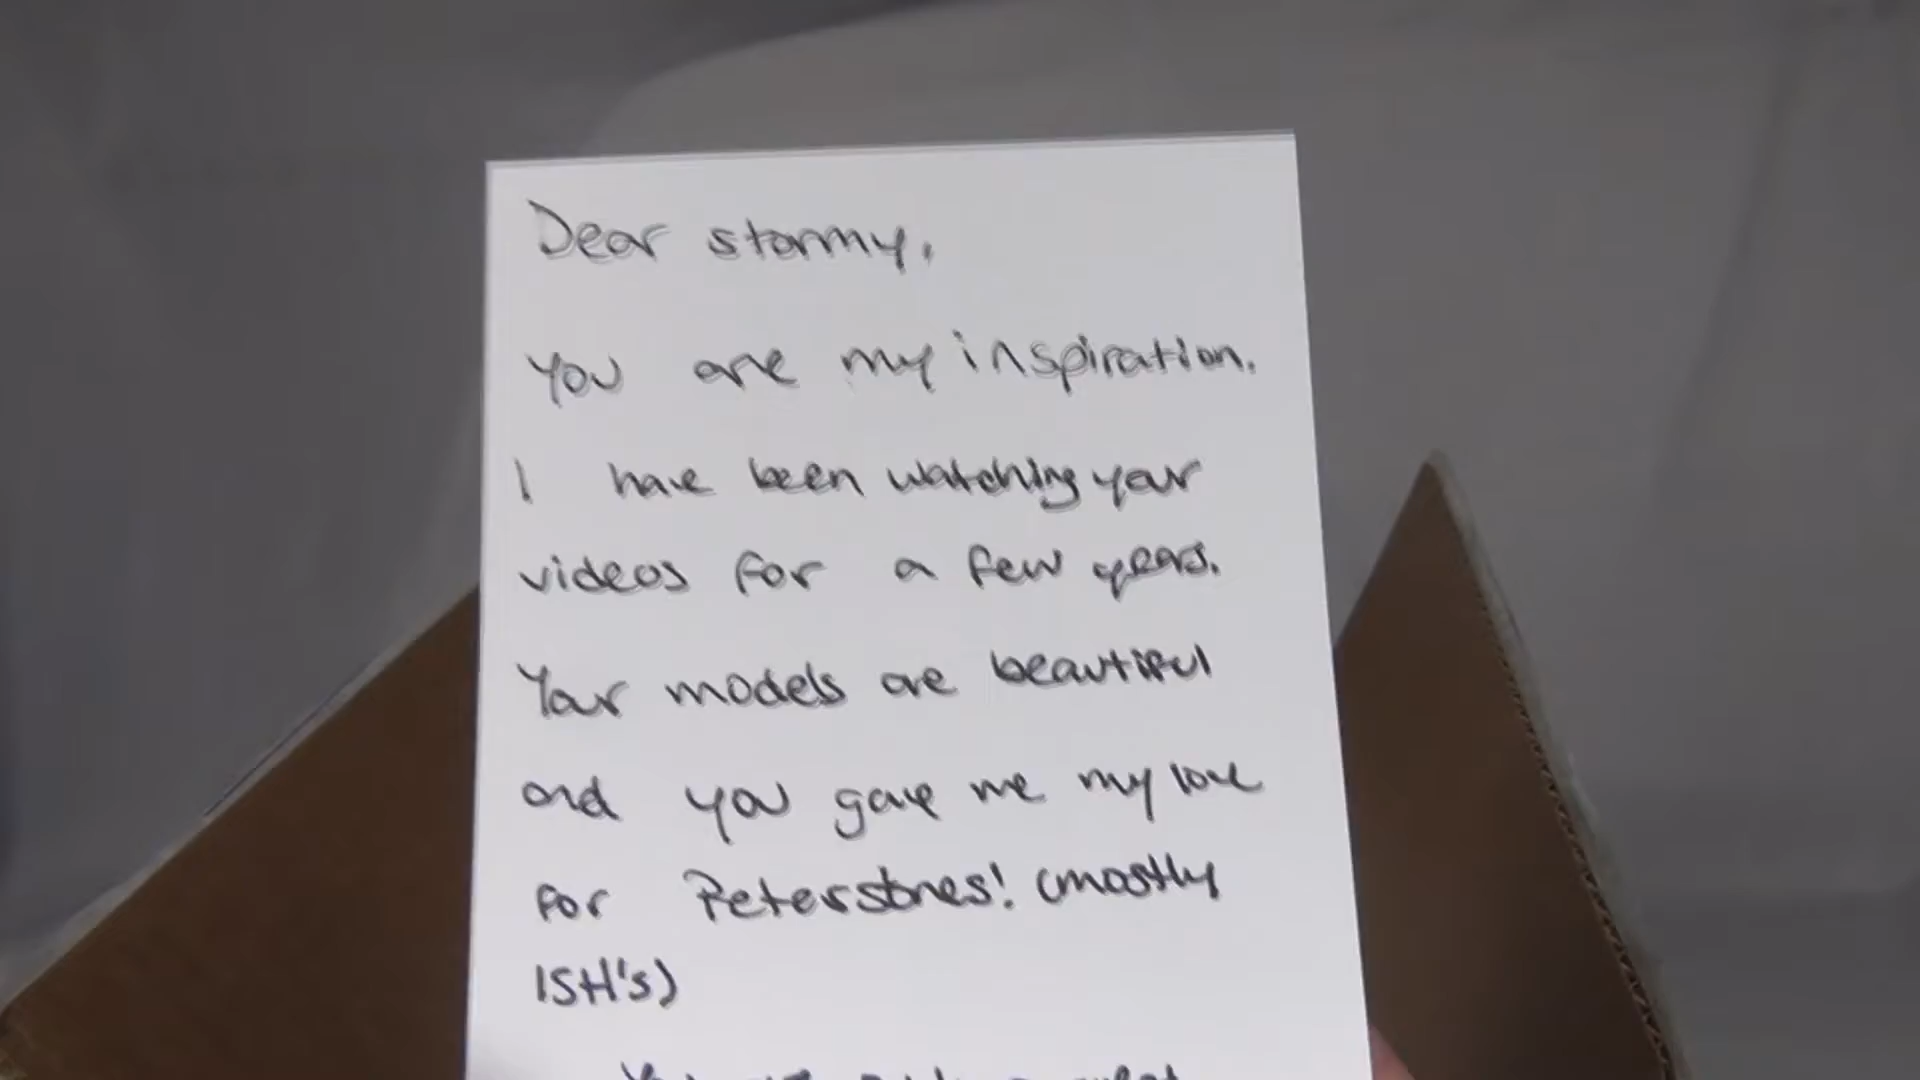 Dear stormy,
You are my inspiration.
I have been watching your
videos for a few years.
Your models are beautiful
and you gave me my love
for Peterstones! (mostly
ISH's)